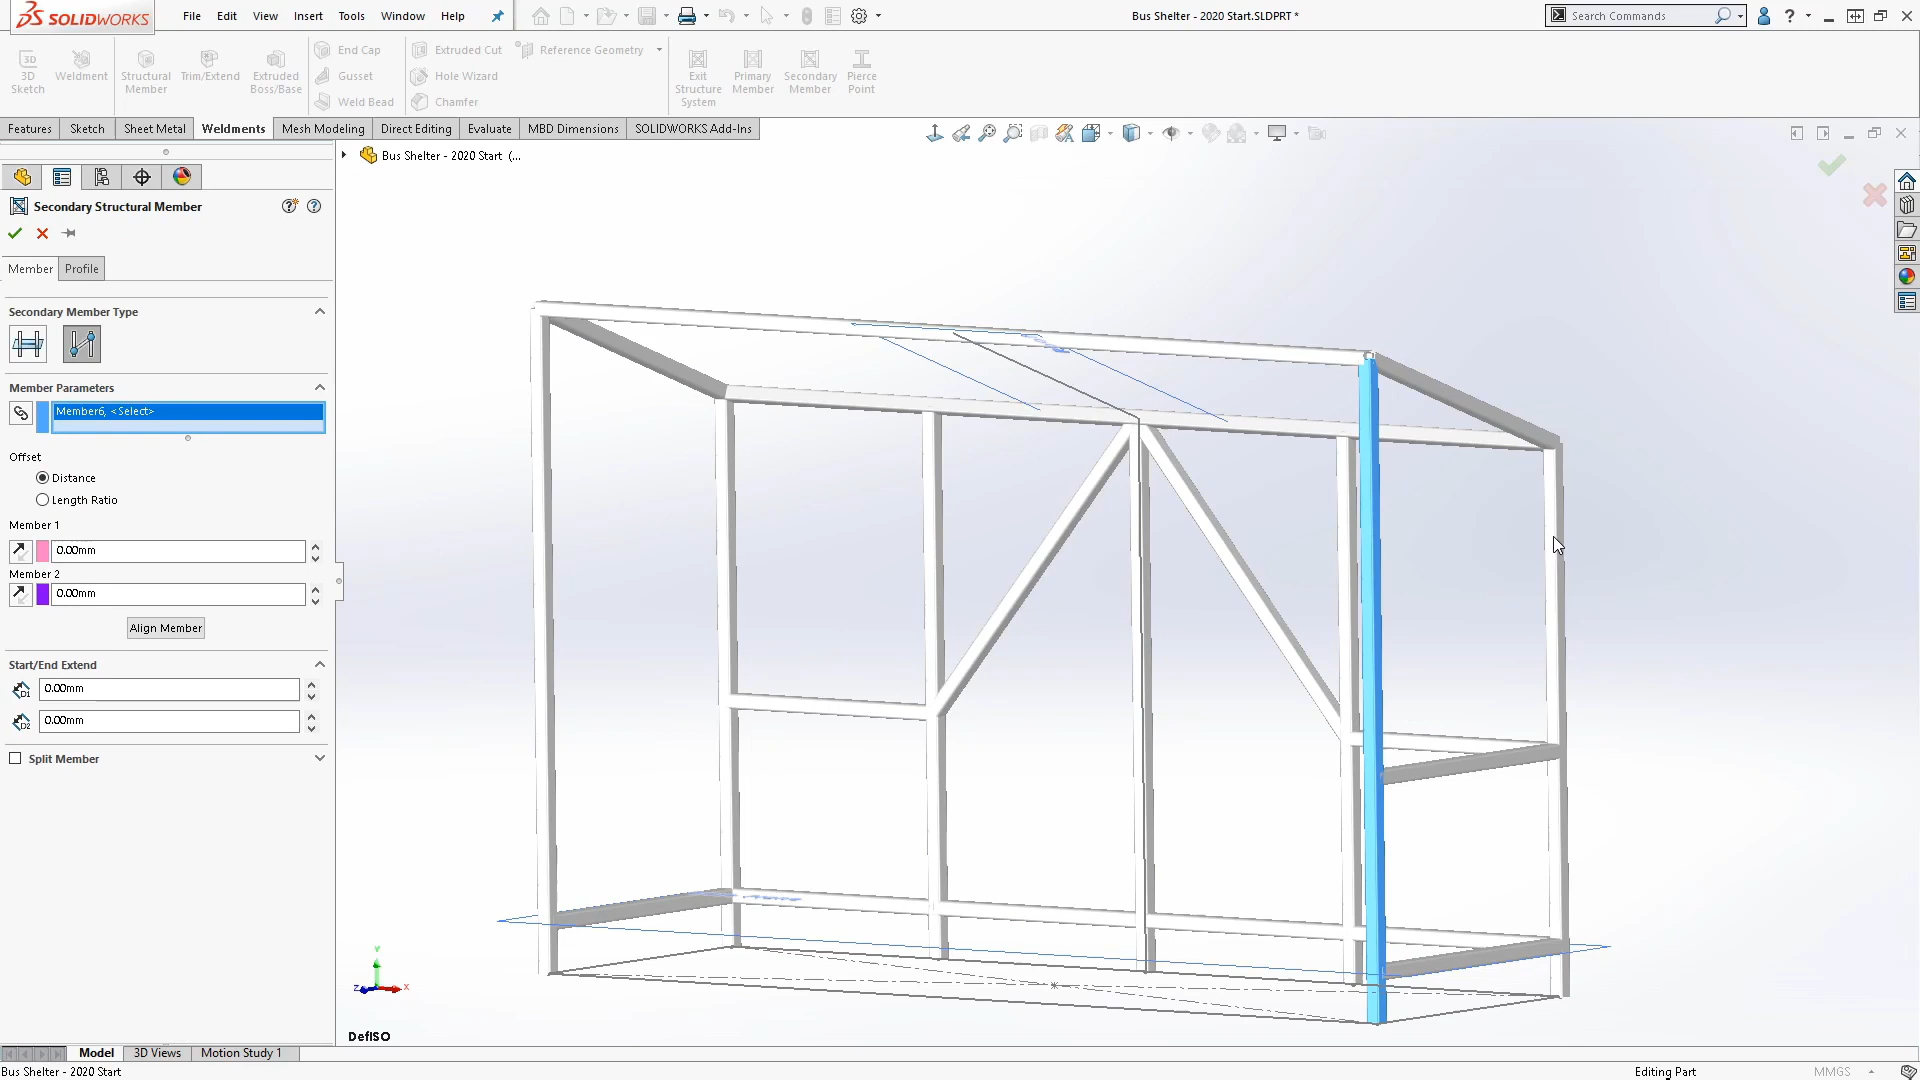 SOLIDWORKS File Edit View Insert Tools Window Help Bus Shelter - 2020 Start.SLDPRT * Search Commands ?
3D Sketch Weldment Structural Member Trim/Extend Extruded Boss/Base End Cap Gusset Weld Bead Extruded Cut Hole Wizard Chamfer Reference Geometry Exit Structure System Primary Member Secondary Member Pierce Point
Features Sketch Sheet Metal Weldments Mesh Modeling Direct Editing Evaluate MBD Dimensions SOLIDWORKS Add-Ins
Bus Shelter - 2020 Start (...
Secondary Structural Member
Member Profile
Secondary Member Type
Member Parameters
Member6, <Select>
Offset
Distance
Length Ratio
Member 1
0.00mm
Member 2
0.00mm
Align Member
Start/End Extend
D1 0.00mm
D2 0.00mm
Split Member
Y
Z X
DefISO
Model 3D Views Motion Study 1
Bus Shelter - 2020 Start Editing Part MMGS